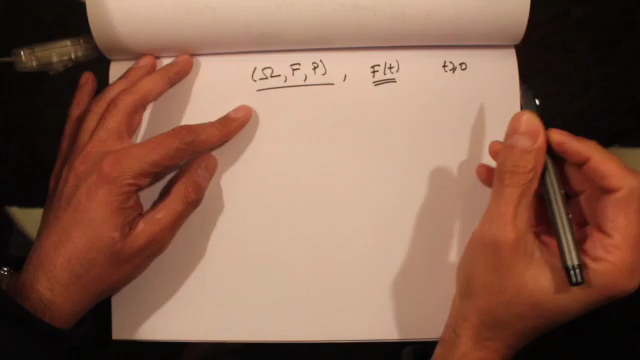 (Ω, F, P), F(t) t≥0